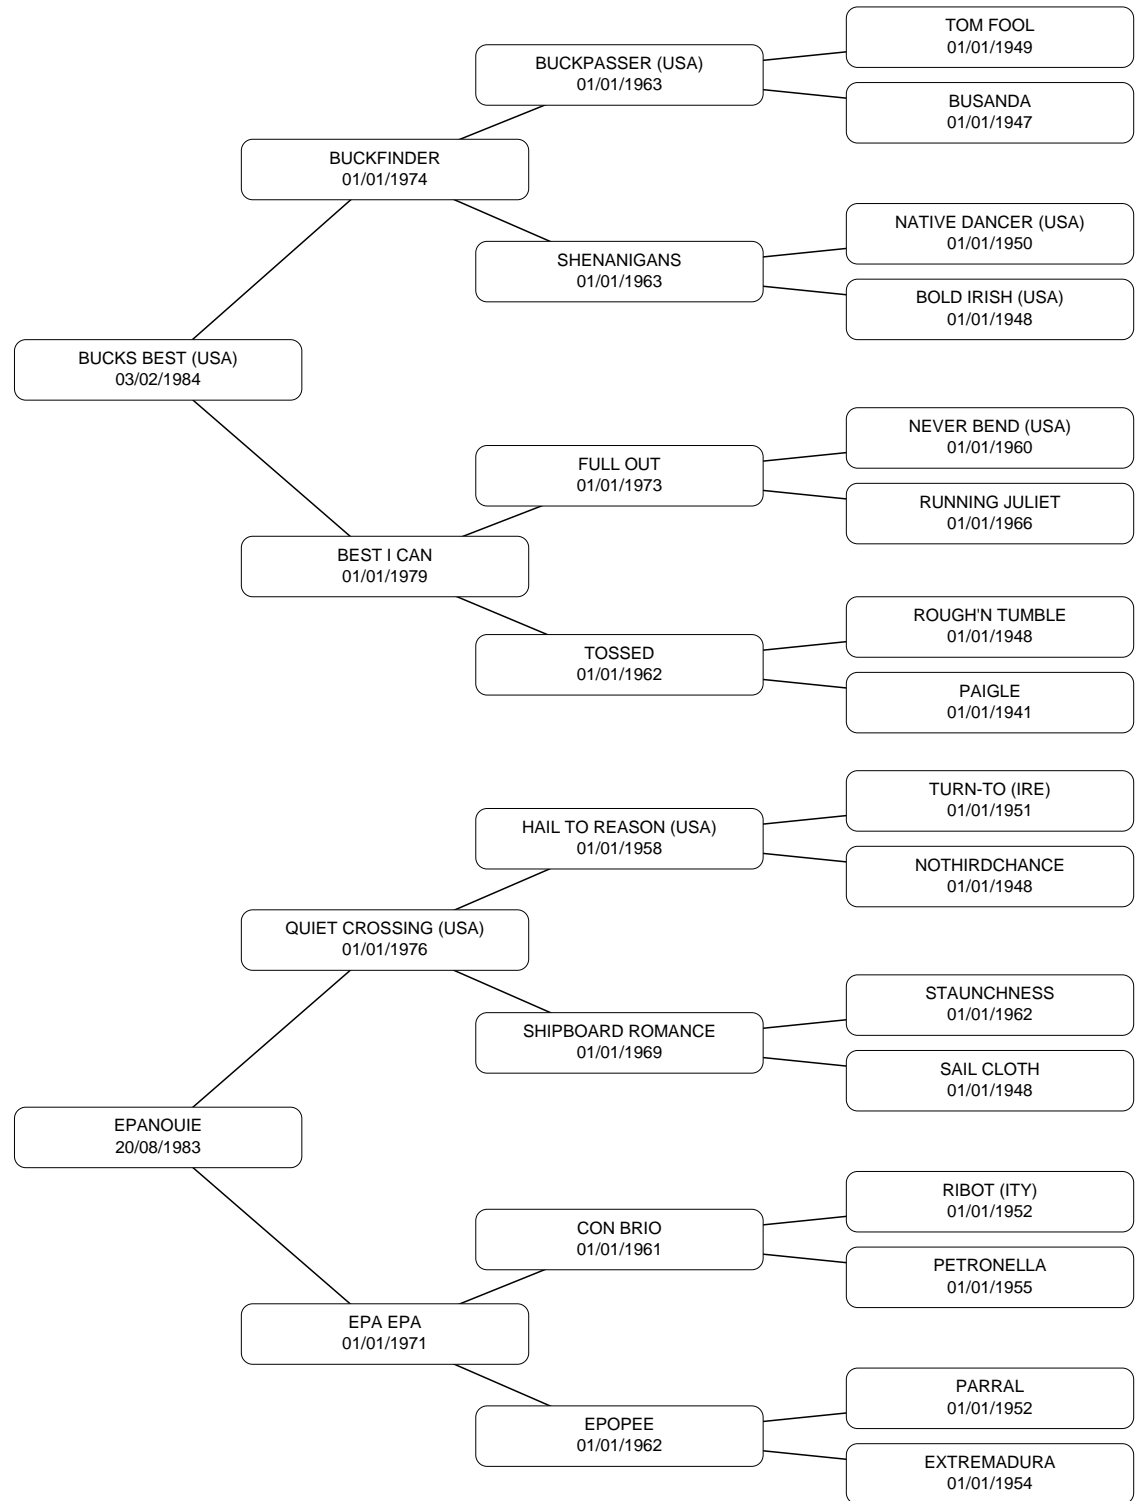 TOM FOOL
01/01/1949
BUCKPASSER (USA)
01/01/1963
BUSANDA
01/01/1947
BUCKFINDER
01/01/1974
NATIVE DANCER (USA)
01/01/1950
SHENANIGANS
01/01/1963
BOLD IRISH (USA)
01/01/1948
BUCKS BEST (USA)
03/02/1984
NEVER BEND (USA)
01/01/1960
FULL OUT
01/01/1973
RUNNING JULIET
01/01/1966
BEST I CAN
01/01/1979
ROUGH'N TUMBLE
01/01/1948
TOSSED
01/01/1962
PAIGLE
01/01/1941
TURN-TO (IRE)
01/01/1951
HAIL TO REASON (USA)
01/01/1958
NOTHIRDCHANCE
01/01/1948
QUIET CROSSING (USA)
01/01/1976
STAUNCHNESS
01/01/1962
SHIPBOARD ROMANCE
01/01/1969
SAIL CLOTH
01/01/1948
EPANOUIE
20/08/1983
RIBOT (ITY)
01/01/1952
CON BRIO
01/01/1961
PETRONELLA
01/01/1955
EPA EPA
01/01/1971
PARRAL
01/01/1952
EPOPEE
01/01/1962
EXTREMADURA
01/01/1954